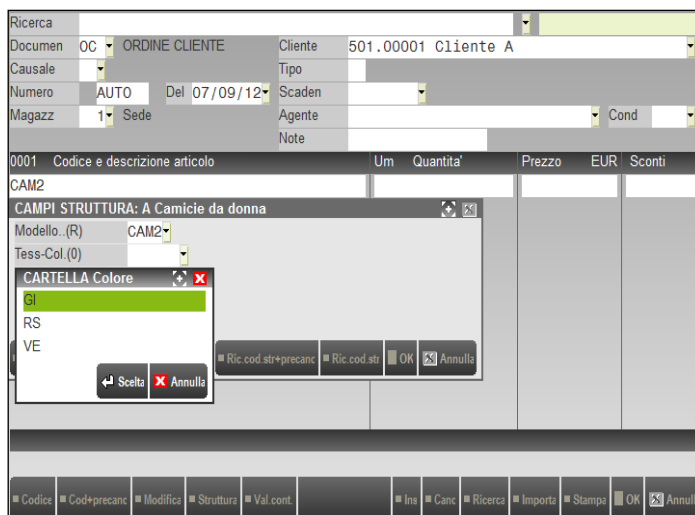 Ricerca
Documen OC ORDINE CLIENTE Cliente 501.00001 Cliente A
Causale Tipo
Numero AUTO Del 07/09/12 Scaden
Magazz 1 Sede Agente Cond
Note
0001 Codice e descrizione articolo Um Quantita' Prezzo EUR Sconti
CAM2
CAMPI STRUTTURA: A Camicie da donna
Modello..(R) CAM2
Tess-Col.(0)
CARTELLA Colore
GI
RS
VE
Scelta Annulla
Ric.cod.str+precanc Ric.cod.str OK Annulla
Codice Cod+precanc Modifica Struttura Val.cont. Ins Canc Ricerca Importa Stampa OK Annull